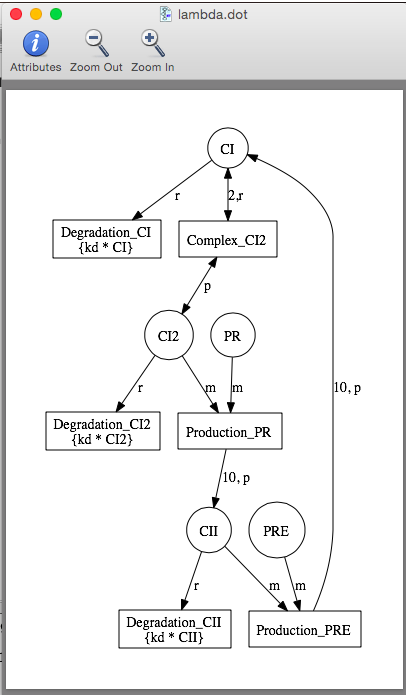 lambda.dot
Attributes Zoom Out Zoom In
CI
r
2,r
Degradation_CI
{kd * CI}
Complex_CI2
p
CI2
PR
r
m
m
10, p
Degradation_CI2
{kd * CI2}
Production_PR
10, p
CII
PRE
r
m
m
Degradation_CII
{kd * CII}
Production_PRE